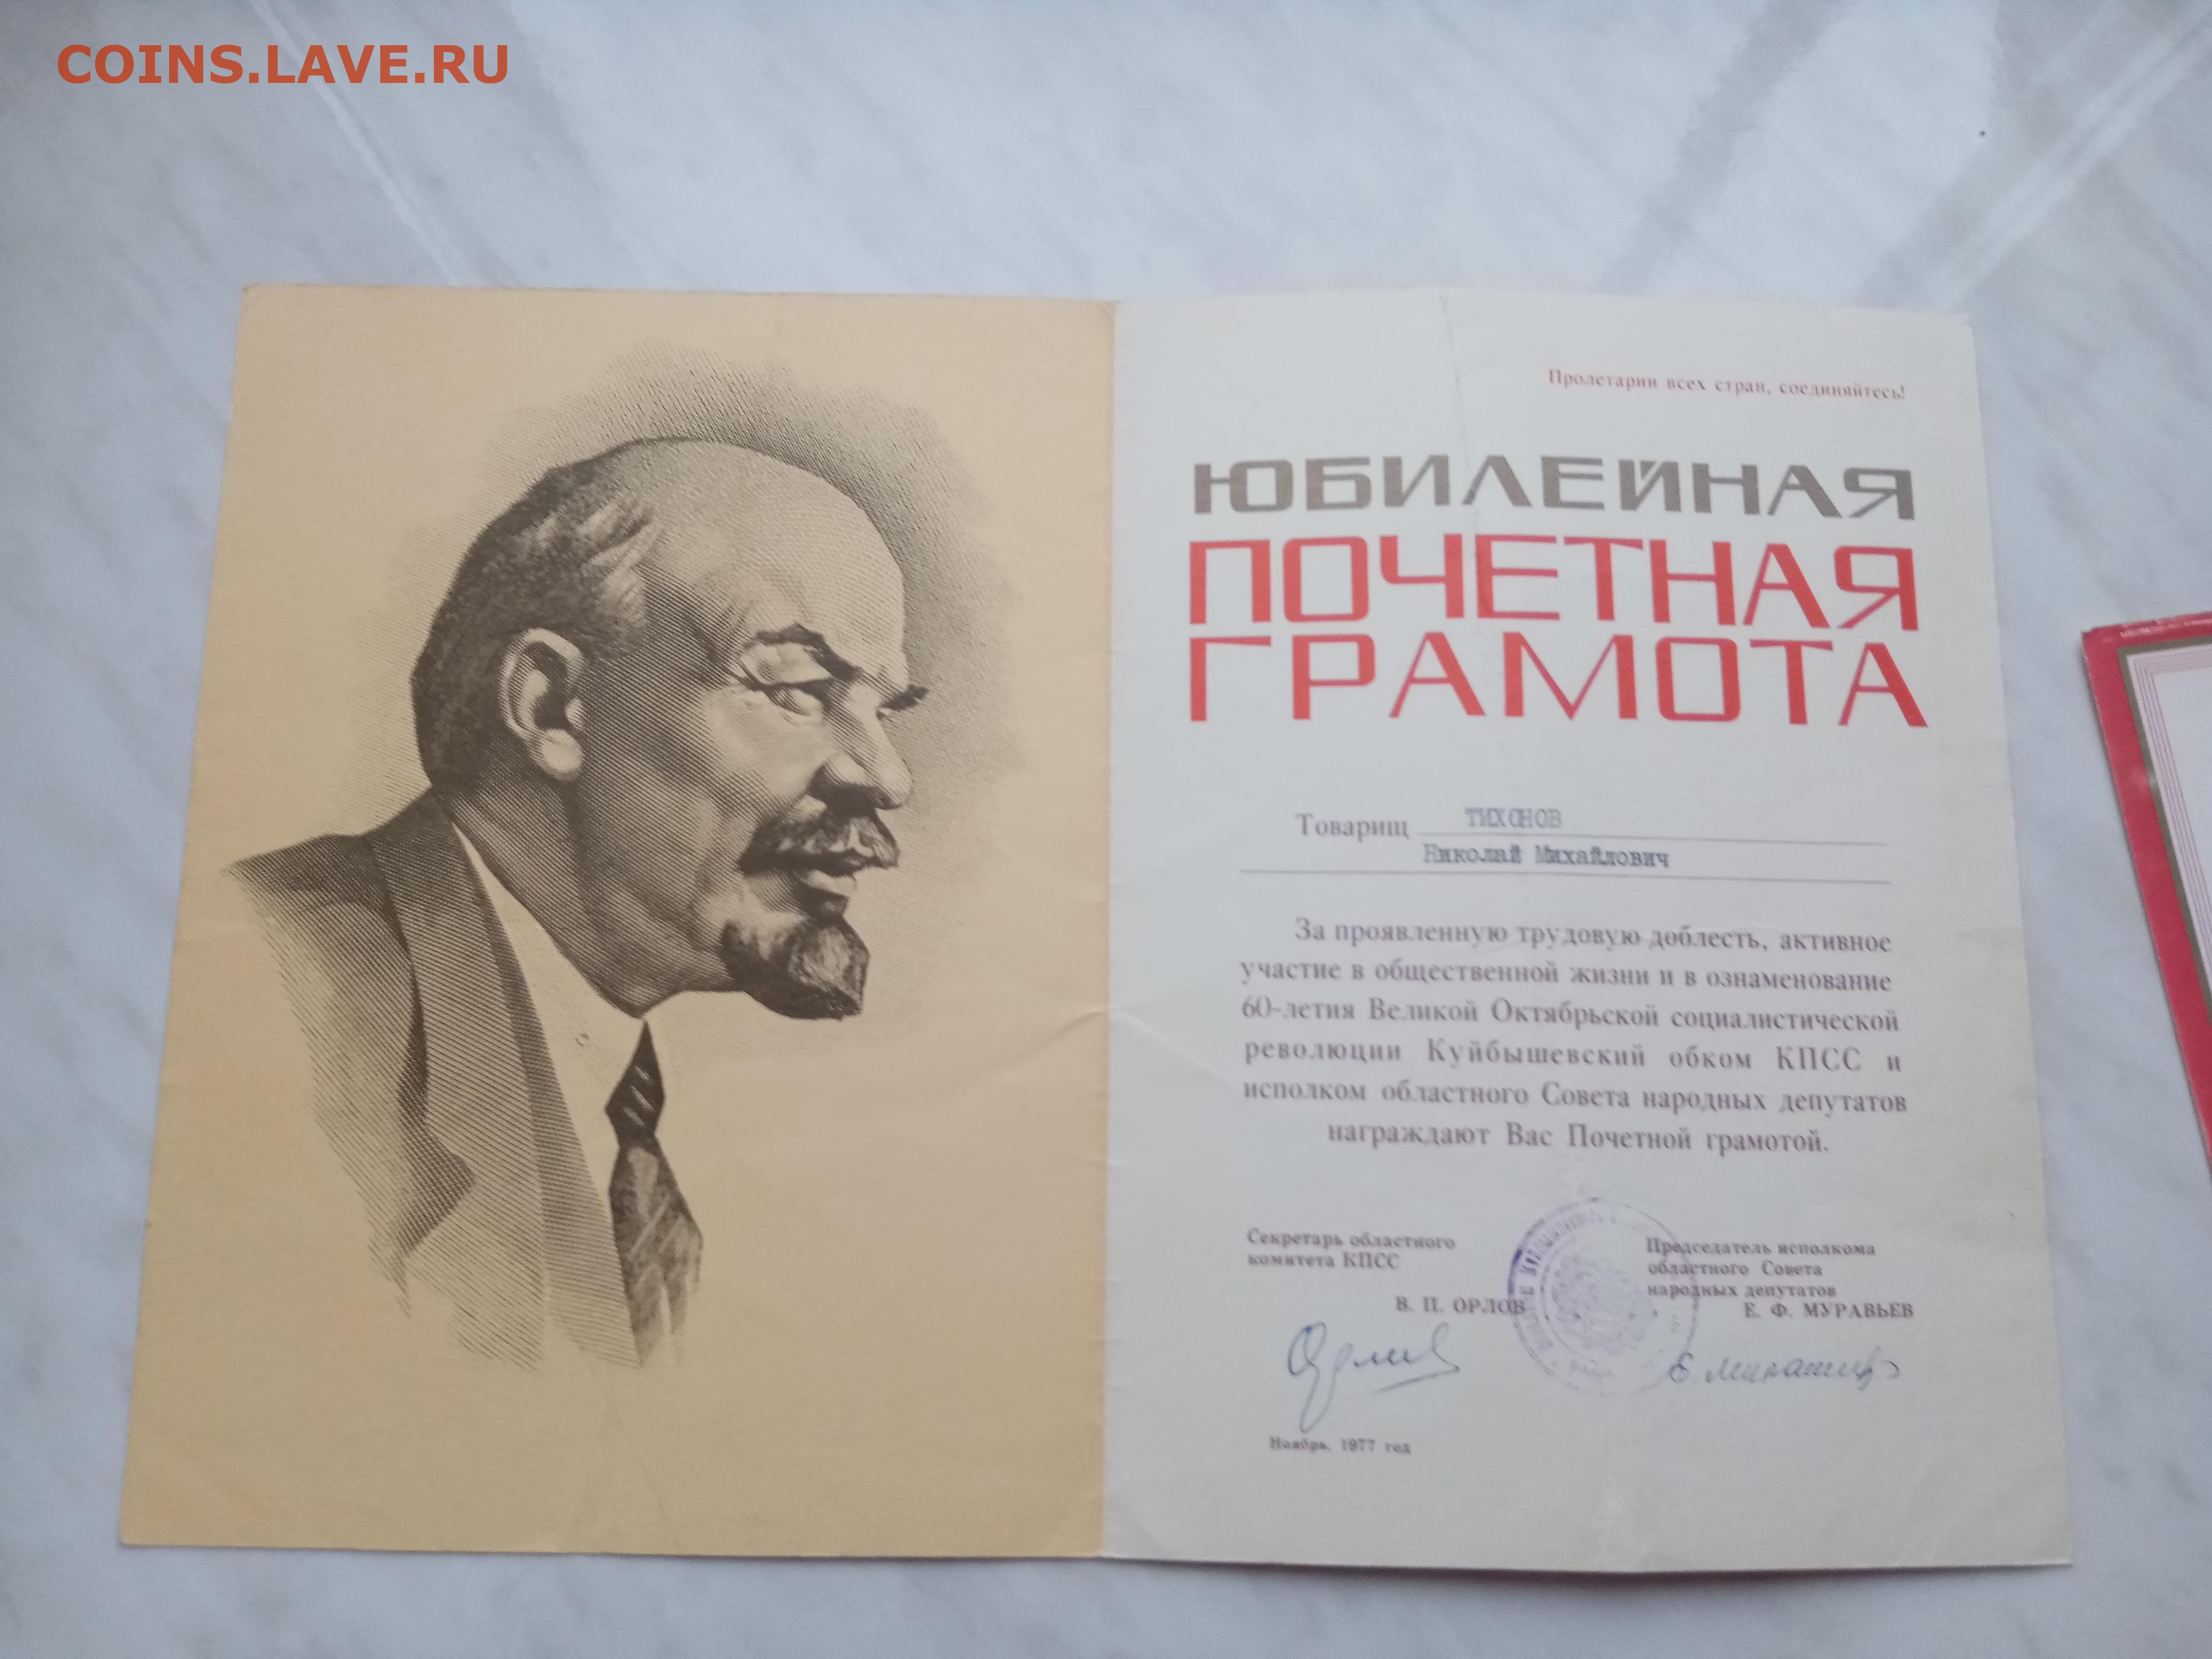 COINS.LAVE.RU
Пролетарии всех стран, соединяйтесь!
ЮБИЛЕЙНАЯ
ПОЧЕТНАЯ
ГРАМОТА
Товарищ ТИХОНОВ
Николай Михайлович
За проявленную трудовую доблесть, активное
участие в общественной жизни и в ознаменование
60-летия Великой Октябрьской социалистической
революции Куйбышевский обком КПСС и
исполком областного Совета народных депутатов
награждают Вас Почетной грамотой.
Секретарь областного
комитета КПСС
В. П. ОРЛОВ
Председатель исполкома
областного Совета
народных депутатов
Е. Ф. МУРАВЬЕВ
Ноябрь, 1977 год